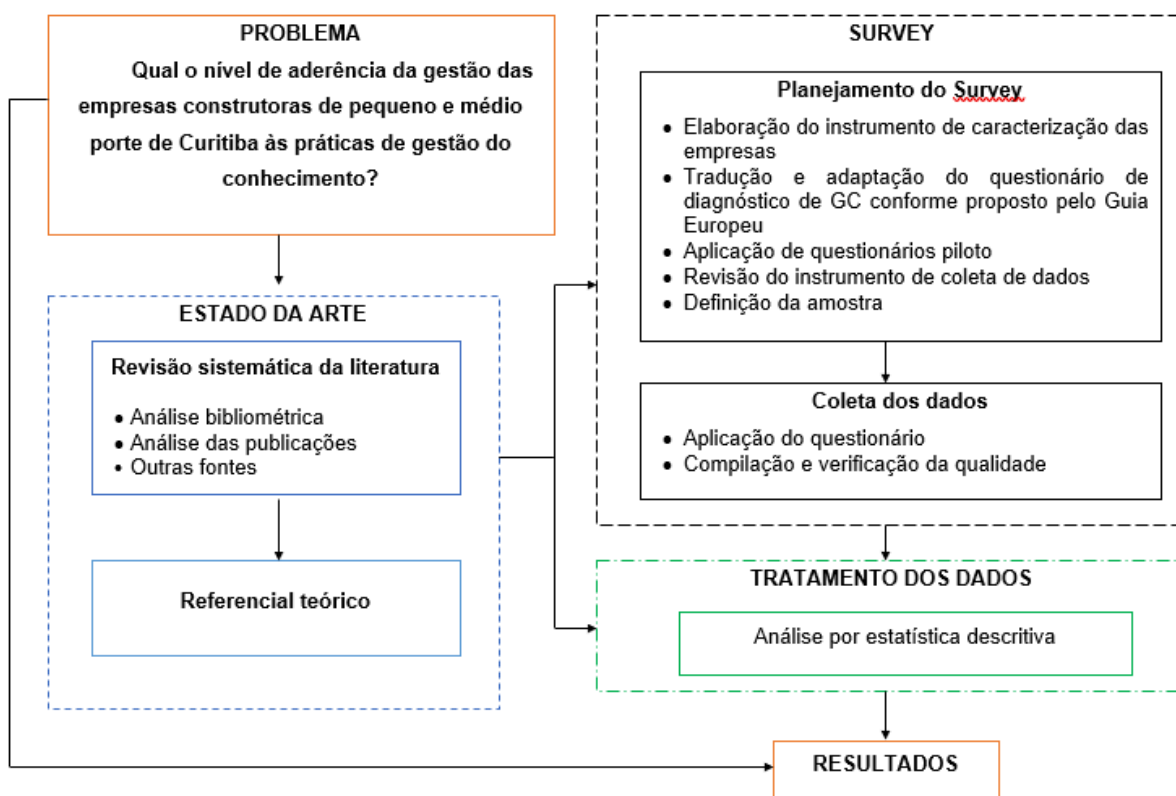 PROBLEMA
Qual o nível de aderência da gestão das
empresas construtoras de pequeno e médio
porte de Curitiba às práticas de gestão do
conhecimento?
ESTADO DA ARTE
Revisão sistemática da literatura
• Análise bibliométrica
• Análise das publicações
• Outras fontes
Referencial teórico
SURVEY
Planejamento do Survey
• Elaboração do instrumento de caracterização das
empresas
• Tradução e adaptação do questionário de
diagnóstico de GC conforme proposto pelo Guia
Europeu
• Aplicação de questionários piloto
• Revisão do instrumento de coleta de dados
• Definição da amostra
Coleta dos dados
• Aplicação do questionário
• Compilação e verificação da qualidade
TRATAMENTO DOS DADOS
Análise por estatística descritiva
RESULTADOS